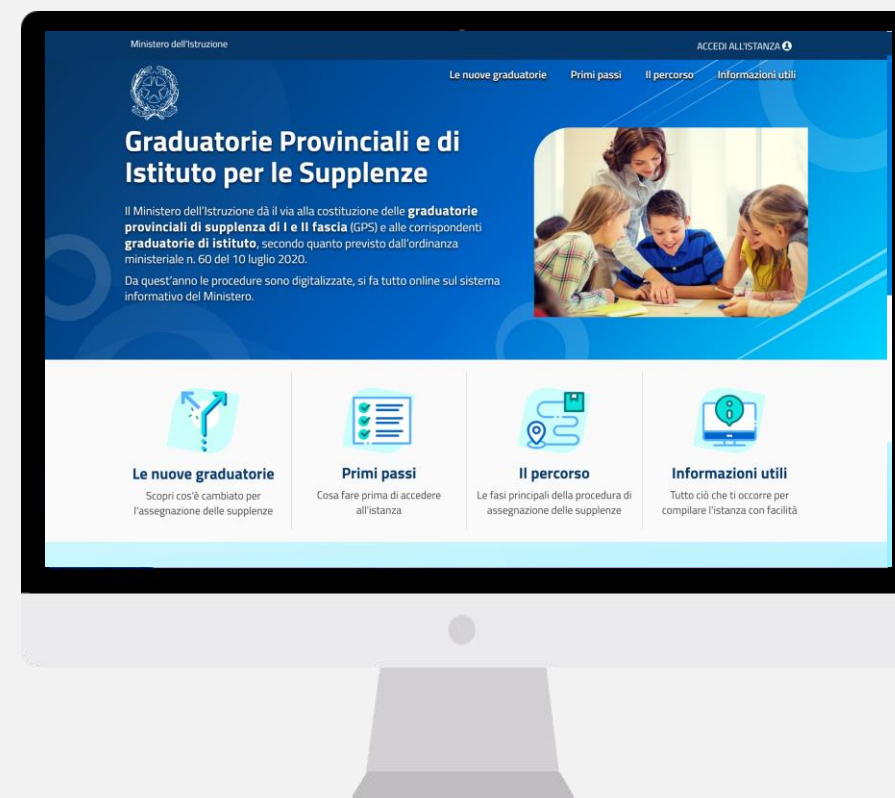 Ministero dell'Istruzione
ACCEDI ALL'ISTANZA
Le nuove graduatorie Primi passi Il percorso Informazioni utili
Graduatorie Provinciali e di
Istituto per le Supplenze
Il Ministero dell'Istruzione dà il via alla costituzione delle graduatorie
provinciali di supplenza di I e II fascia (GPS) e alle corrispondenti
graduatorie di istituto, secondo quanto previsto dall'ordinanza
ministeriale n. 60 del 10 luglio 2020.
Da quest'anno le procedure sono digitalizzate, si fa tutto online sul sistema
informativo del Ministero.
Le nuove graduatorie
Scopri cos'è cambiato per
l'assegnazione delle supplenze
Primi passi
Cosa fare prima di accedere
all'istanza
Il percorso
Le fasi principali della procedura di
assegnazione delle supplenze
Informazioni utili
Tutto ciò che ti occorre per
compilare l'istanza con facilità